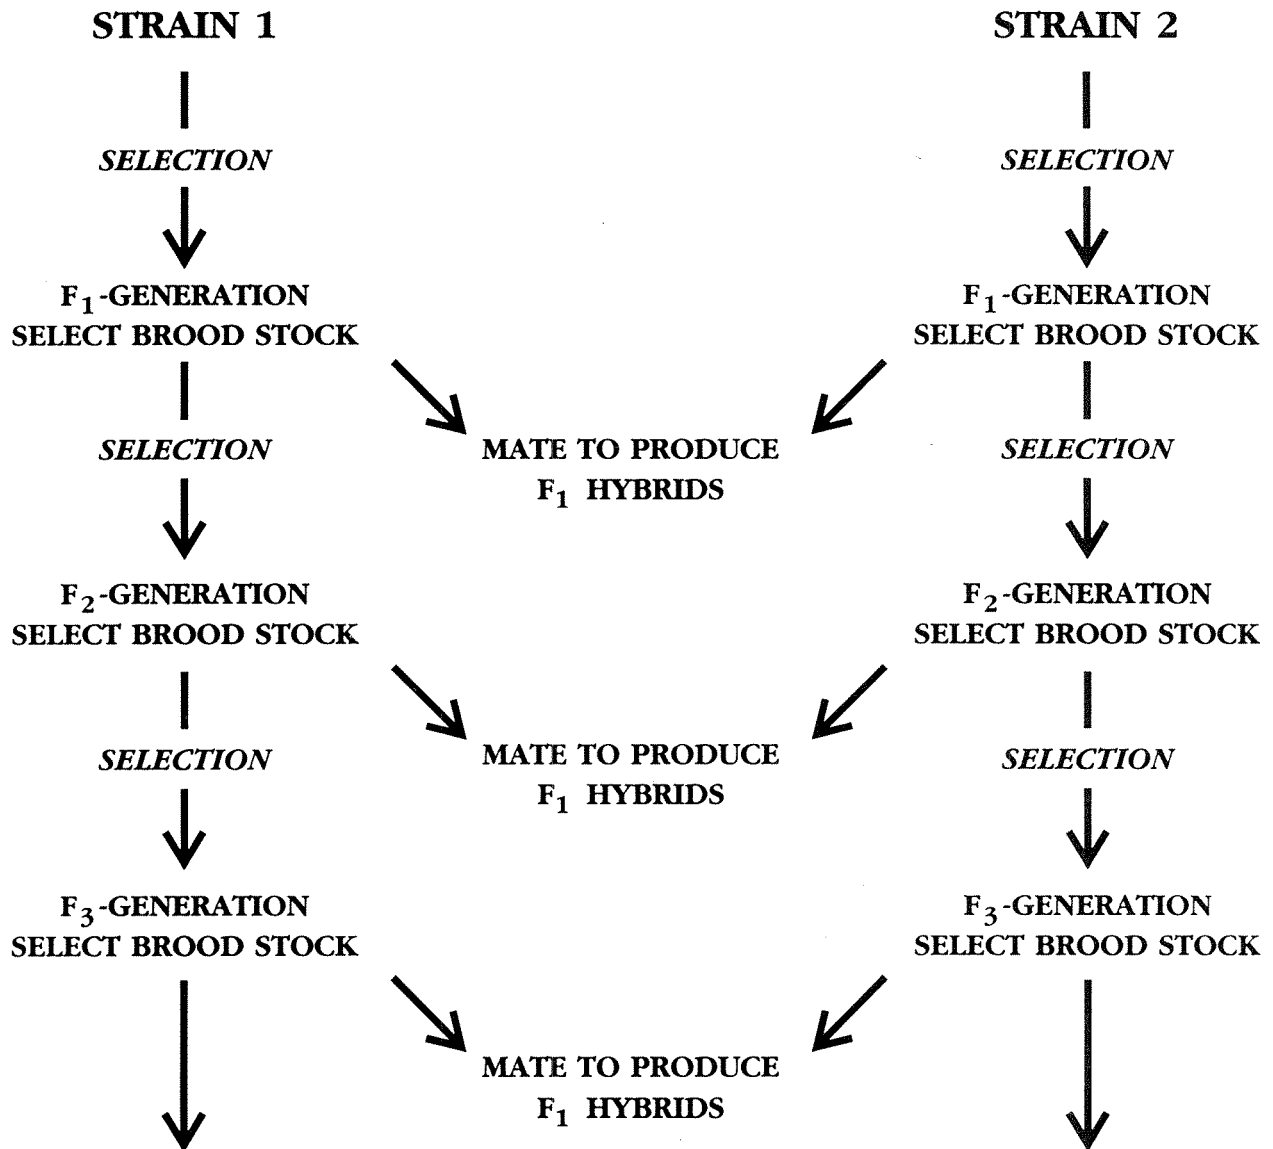 STRAIN 1
STRAIN 2
SELECTION
SELECTION
F₁-GENERATION
SELECT BROOD STOCK
F₁-GENERATION
SELECT BROOD STOCK
SELECTION
MATE TO PRODUCE
F₁ HYBRIDS
SELECTION
F₂-GENERATION
SELECT BROOD STOCK
F₂-GENERATION
SELECT BROOD STOCK
SELECTION
MATE TO PRODUCE
F₁ HYBRIDS
SELECTION
F₃-GENERATION
SELECT BROOD STOCK
F₃-GENERATION
SELECT BROOD STOCK
MATE TO PRODUCE
F₁ HYBRIDS